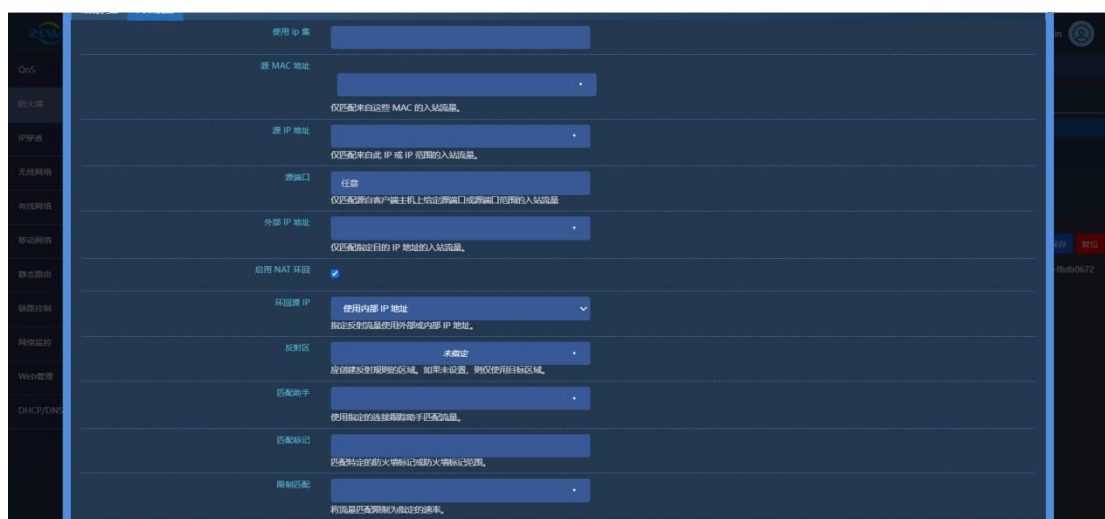 使用 ip 集
in
源 MAC 地址
QoS
仅匹配来自这些 MAC 的入站流量。
防火墙
源 IP 地址
IP穿透
仅匹配来自此 IP 或 IP 范围的入站流量。
无线网络
源端口
任意
仅匹配源自客户端主机上给定源端口或源端口范围的入站流量
有线网络
外部 IP 地址
移动网络
仅匹配指定目的 IP 地址的入站流量。
保存 复位
启用 NAT 环回
静态路由
-f8db0672
环回源 IP
使用内部 IP 地址
链路控制
指定反射流量使用外部或内部 IP 地址。
网络监控
反射区
未指定
应创建反射规则的区域。如果未设置，则仅使用目标区域。
Web管理
匹配助手
DHCP/DNS
使用指定的连接跟踪助手匹配流量。
匹配标记
匹配特定的防火墙标记或防火墙标记范围。
限制匹配
将流量匹配限制为指定的速率。